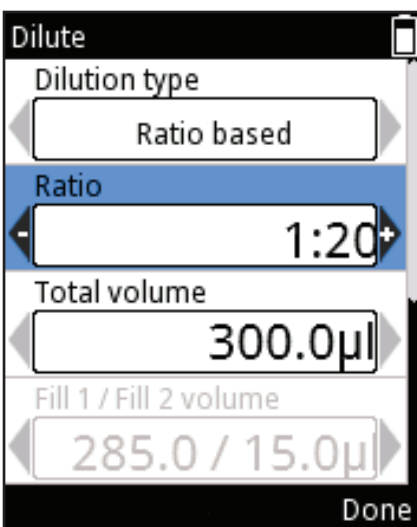 Dilute
Dilution type
Ratio based
Ratio
- 1:20 +
Total volume
300.0µl
Fill 1 / Fill 2 volume
285.0 / 15.0µl
Done